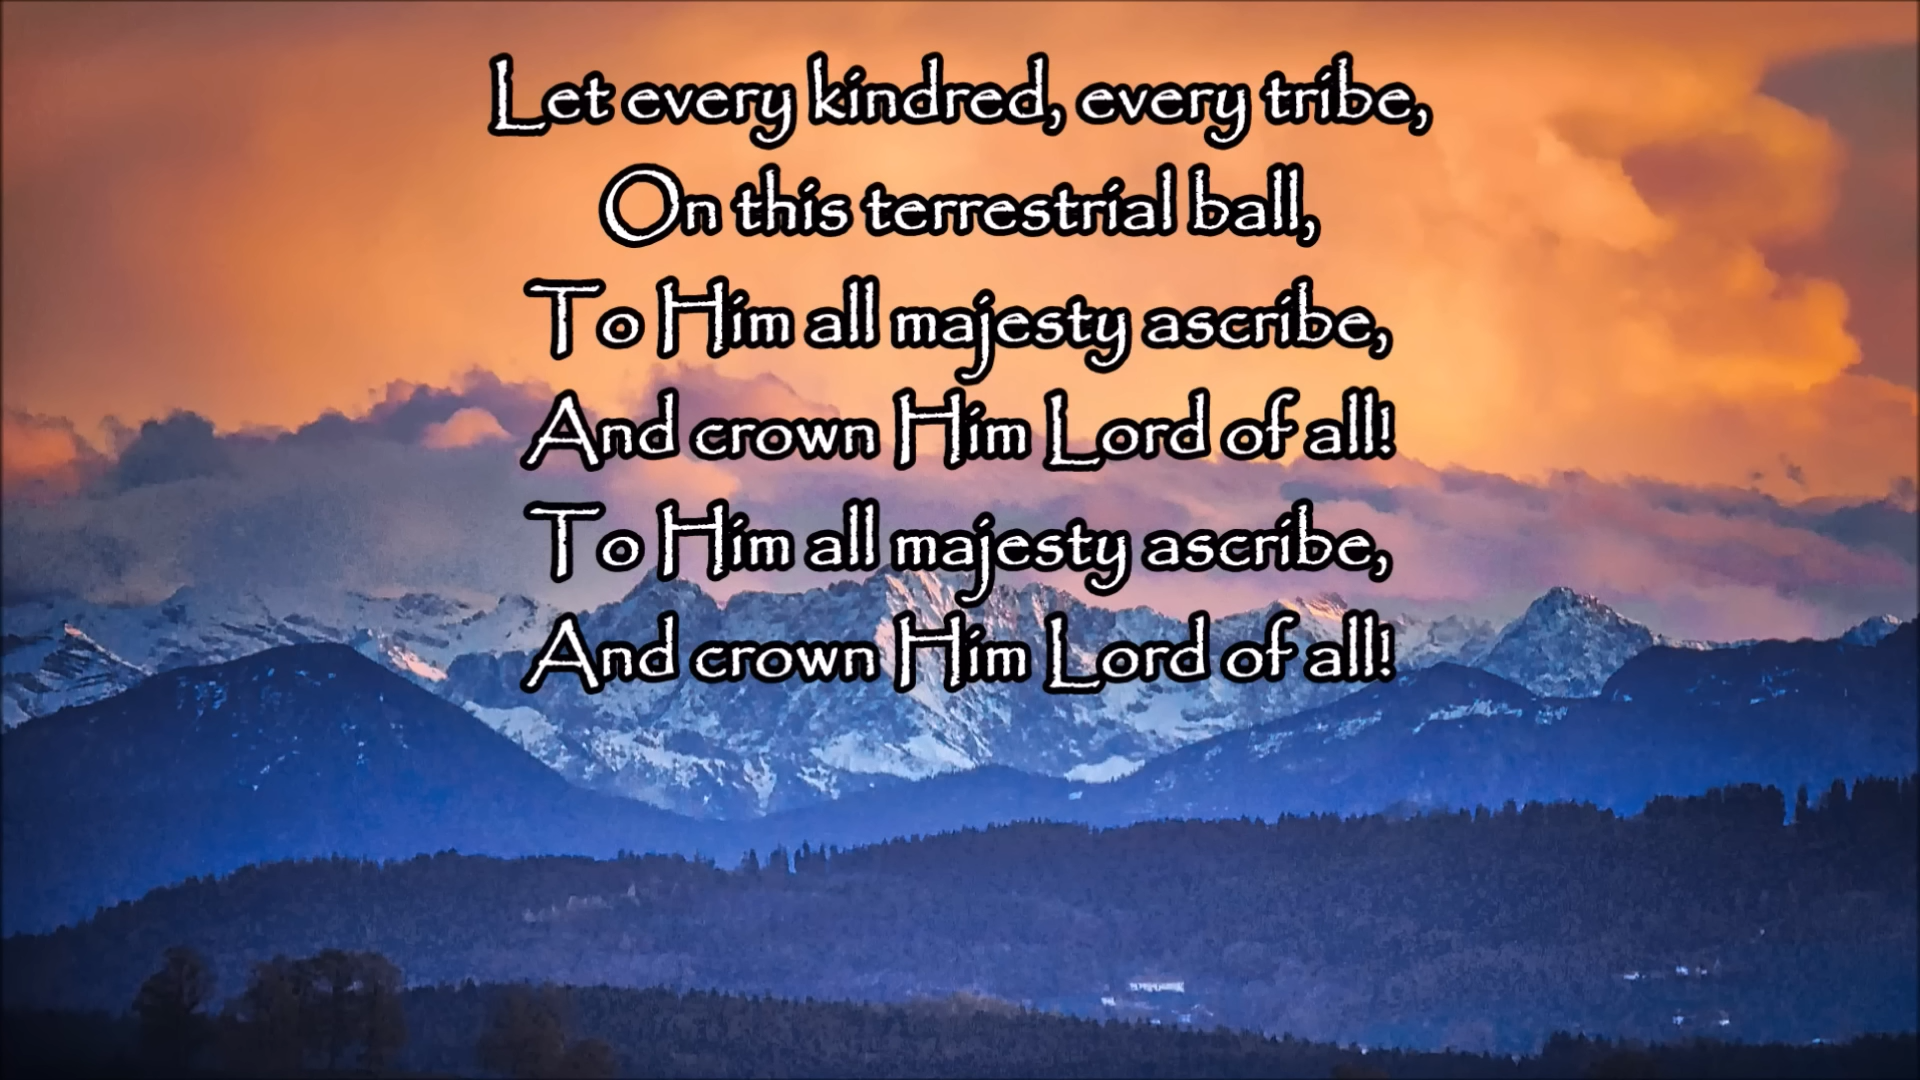 Let every kindred, every tribe,
On this terrestrial ball,
To Him all majesty ascribe,
And crown Him Lord of all!
To Him all majesty ascribe,
And crown Him Lord of all!